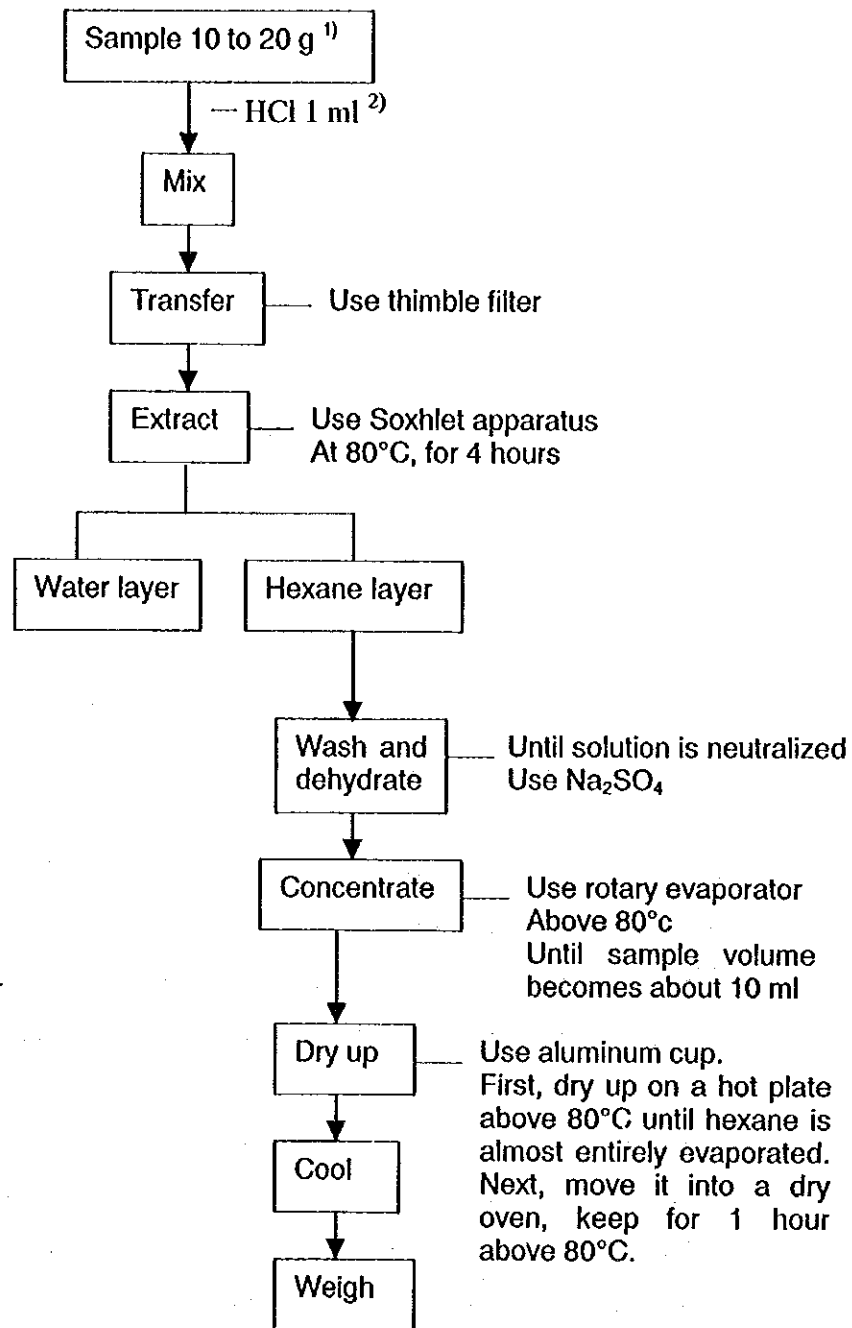 Sample 10 to 20 g 1)
— HCl 1 ml 2)
Mix
Transfer
Use thimble filter
Extract
Use Soxhlet apparatus
At 80°C, for 4 hours
Water layer
Hexane layer
Wash and
dehydrate
Until solution is neutralized
Use Na₂SO₄
Concentrate
Use rotary evaporator
Above 80°c
Until sample volume
becomes about 10 ml
Dry up
Use aluminum cup.
First, dry up on a hot plate
above 80°C until hexane is
almost entirely evaporated.
Next, move it into a dry
oven, keep for 1 hour
above 80°C.
Cool
Weigh